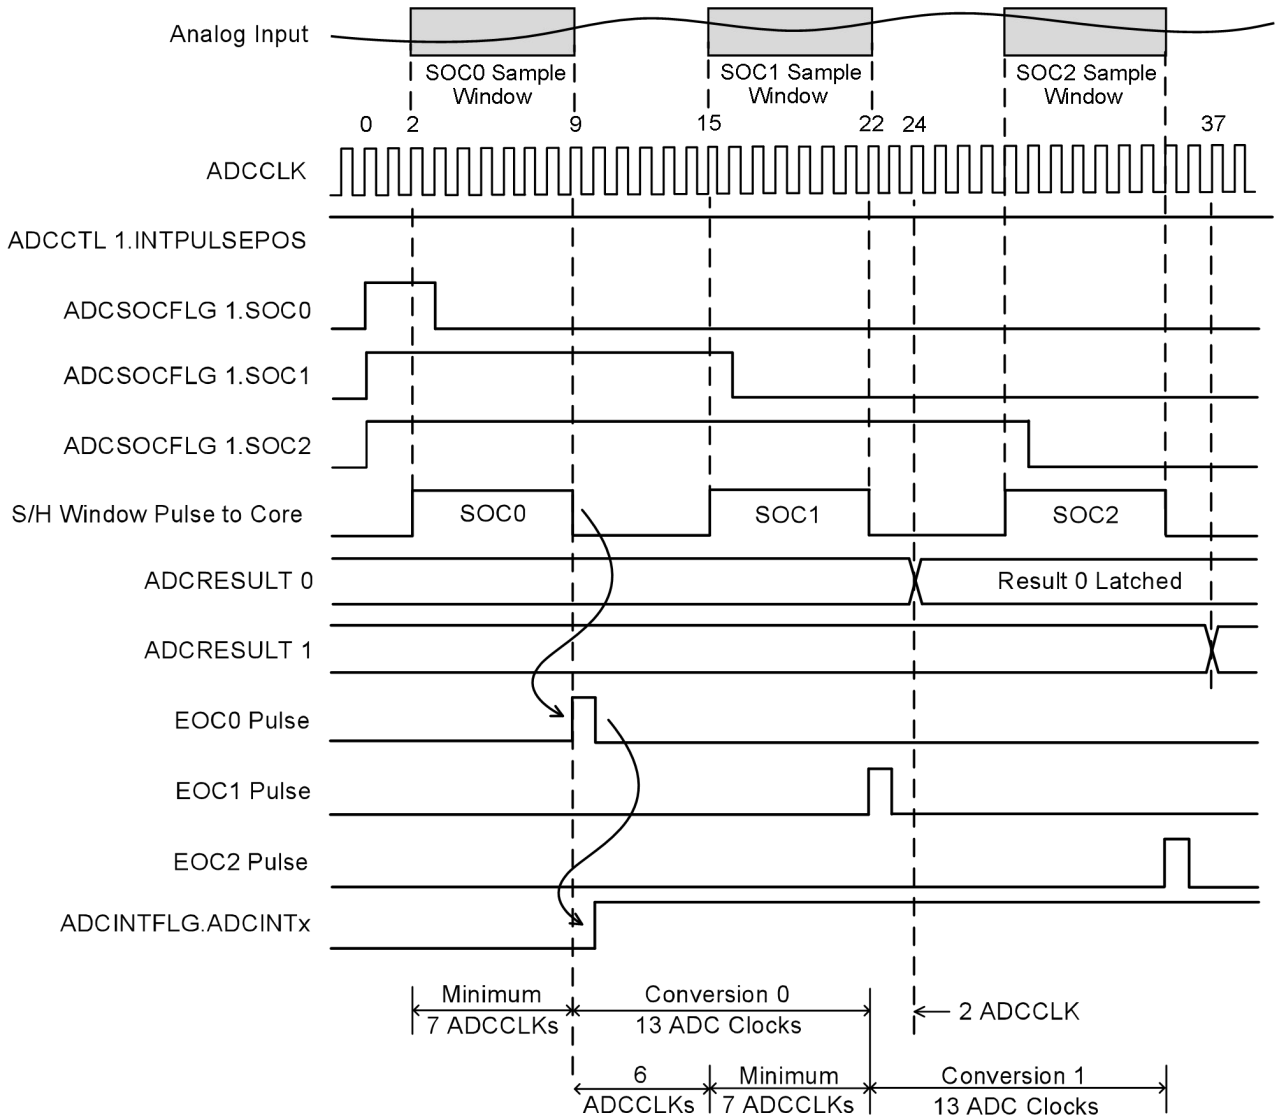 Analog Input
SOC0 Sample
Window
SOC1 Sample
Window
SOC2 Sample
Window
0 2 9 15 22 24 37
ADCCLK
ADCCTL 1.INTPULSEPOS
ADCSOCFLG 1.SOC0
ADCSOCFLG 1.SOC1
ADCSOCFLG 1.SOC2
S/H Window Pulse to Core SOC0 SOC1 SOC2
ADCRESULT 0 Result 0 Latched
ADCRESULT 1
EOC0 Pulse
EOC1 Pulse
EOC2 Pulse
ADCINTFLG.ADCINTx
Minimum
7 ADCCLKs
Conversion 0
13 ADC Clocks
2 ADCCLK
6
ADCCLKs
Minimum
7 ADCCLKs
Conversion 1
13 ADC Clocks